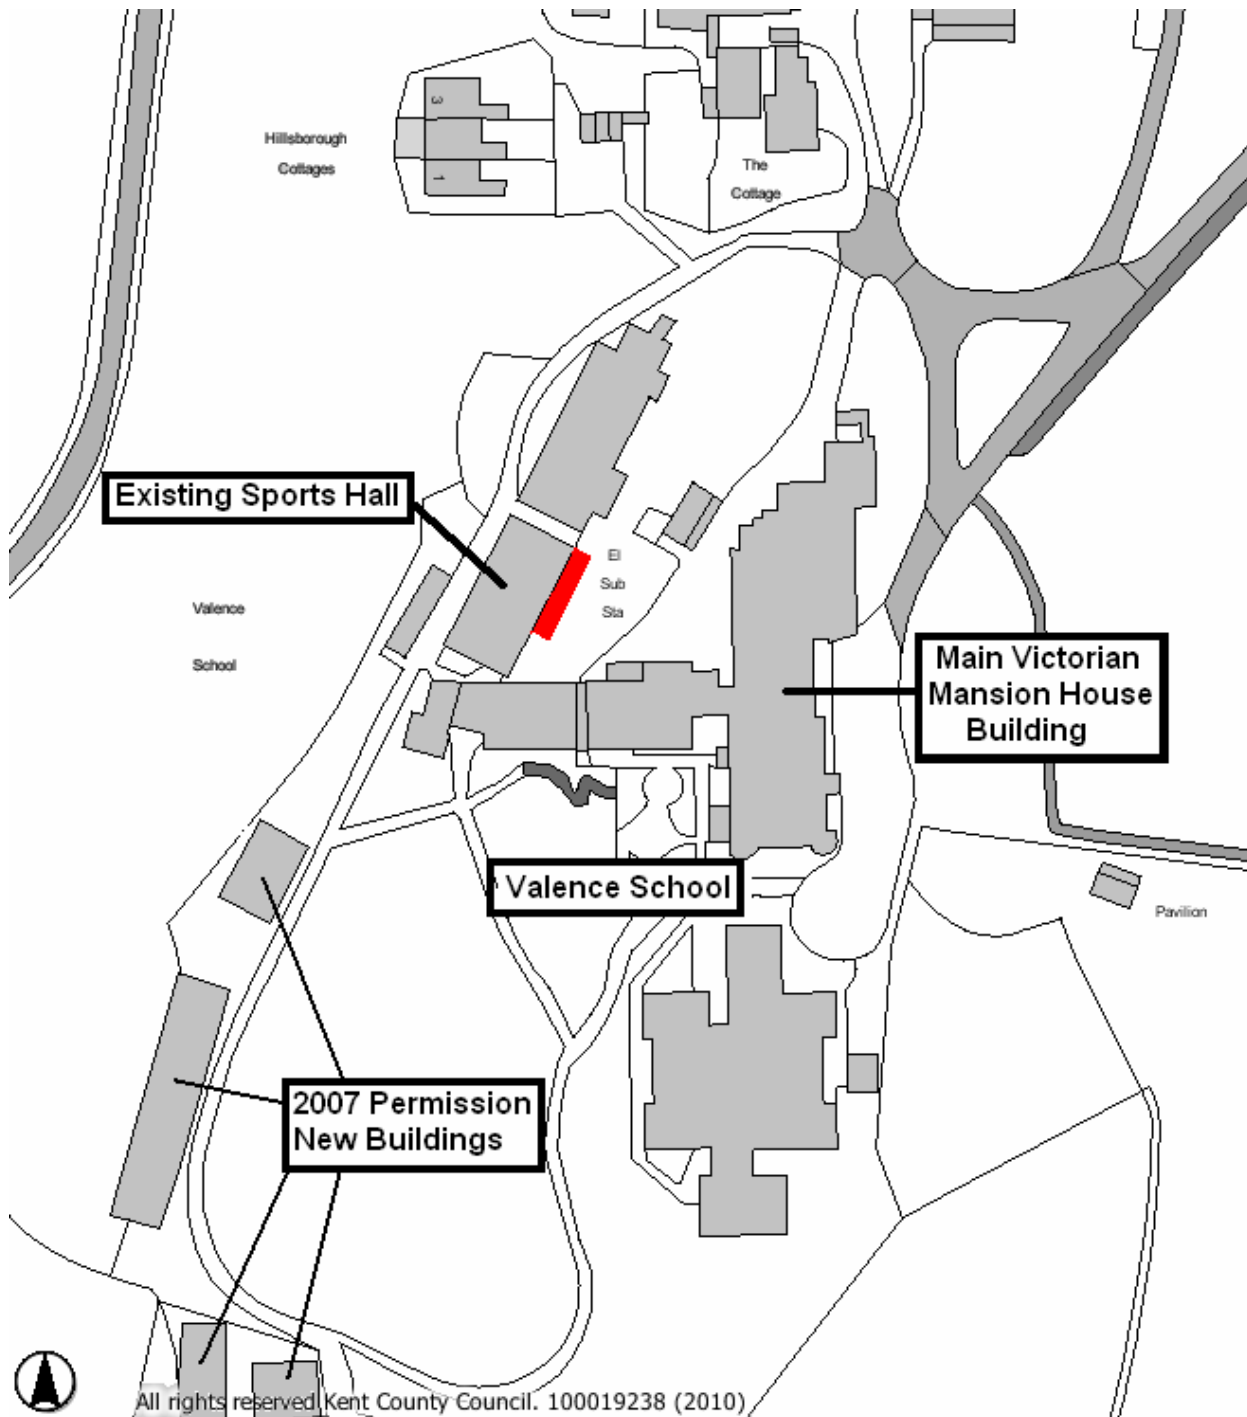 3
Hillsborough
Cottages
1
The
Cottage
Existing Sports Hall
El
Sub
Sta
Valence
School
Main Victorian
Mansion House
Building
Valence School
Pavilion
2007 Permission
New Buildings
All rights reserved Kent County Council. 100019238 (2010)